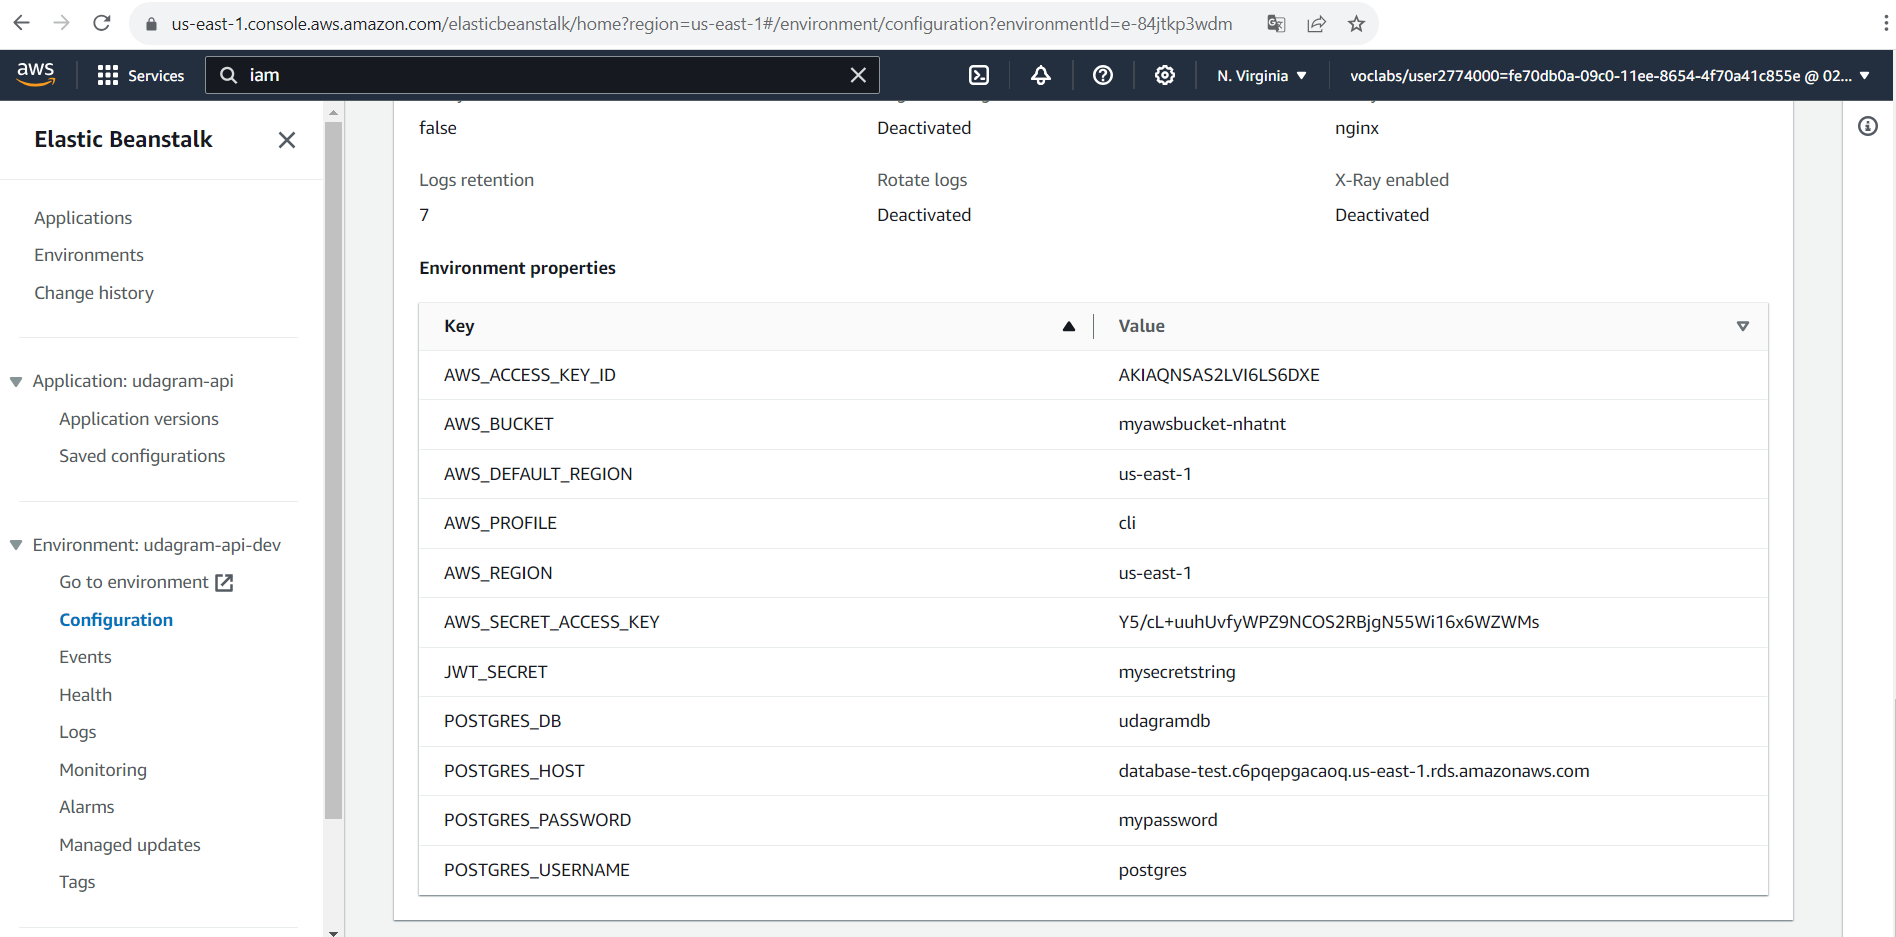 us-east-1.console.aws.amazon.com/elasticbeanstalk/home?region=us-east-1#/environment/configuration?environmentId=e-84jtkp3wdm
aws
Services
iam
N. Virginia
voclabs/user2774000=fe70db0a-09c0-11ee-8654-4f70a41c855e @ 02...
Elastic Beanstalk
Applications
Environments
Change history
Application: udagram-api
Application versions
Saved configurations
Environment: udagram-api-dev
Go to environment
Configuration
Events
Health
Logs
Monitoring
Alarms
Managed updates
Tags
false Deactivated nginx
Logs retention Rotate logs X-Ray enabled
7 Deactivated Deactivated
Environment properties
Key Value
AWS_ACCESS_KEY_ID AKIAQNSAS2LVI6LS6DXE
AWS_BUCKET myawsbucket-nhatnt
AWS_DEFAULT_REGION us-east-1
AWS_PROFILE cli
AWS_REGION us-east-1
AWS_SECRET_ACCESS_KEY Y5/cL+uuhUvfyWPZ9NCOS2RBjgN55Wi16x6WZWMs
JWT_SECRET mysecretstring
POSTGRES_DB udagramdb
POSTGRES_HOST database-test.c6pqepgacaoq.us-east-1.rds.amazonaws.com
POSTGRES_PASSWORD mypassword
POSTGRES_USERNAME postgres